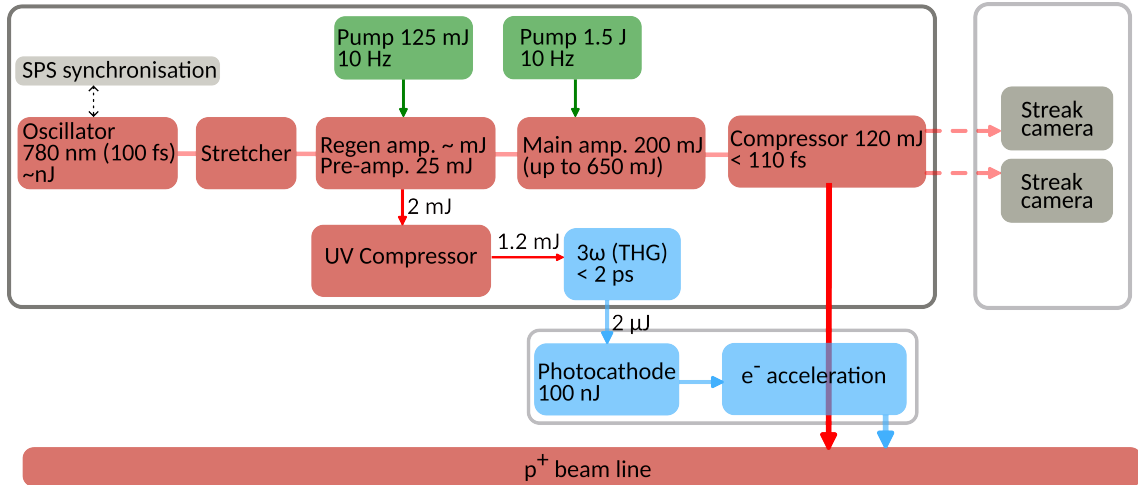 Pump 125 mJ
10 Hz
Pump 1.5 J
10 Hz
SPS synchronisation
Oscillator
780 nm (100 fs)
~nJ
Stretcher
Regen amp. ~ mJ
Pre-amp. 25 mJ
Main amp. 200 mJ
(up to 650 mJ)
Compressor 120 mJ
< 110 fs
Streak
camera
Streak
camera
2 mJ
UV Compressor
1.2 mJ
3ω (THG)
< 2 ps
2 μJ
Photocathode
100 nJ
e⁻ acceleration
p⁺ beam line